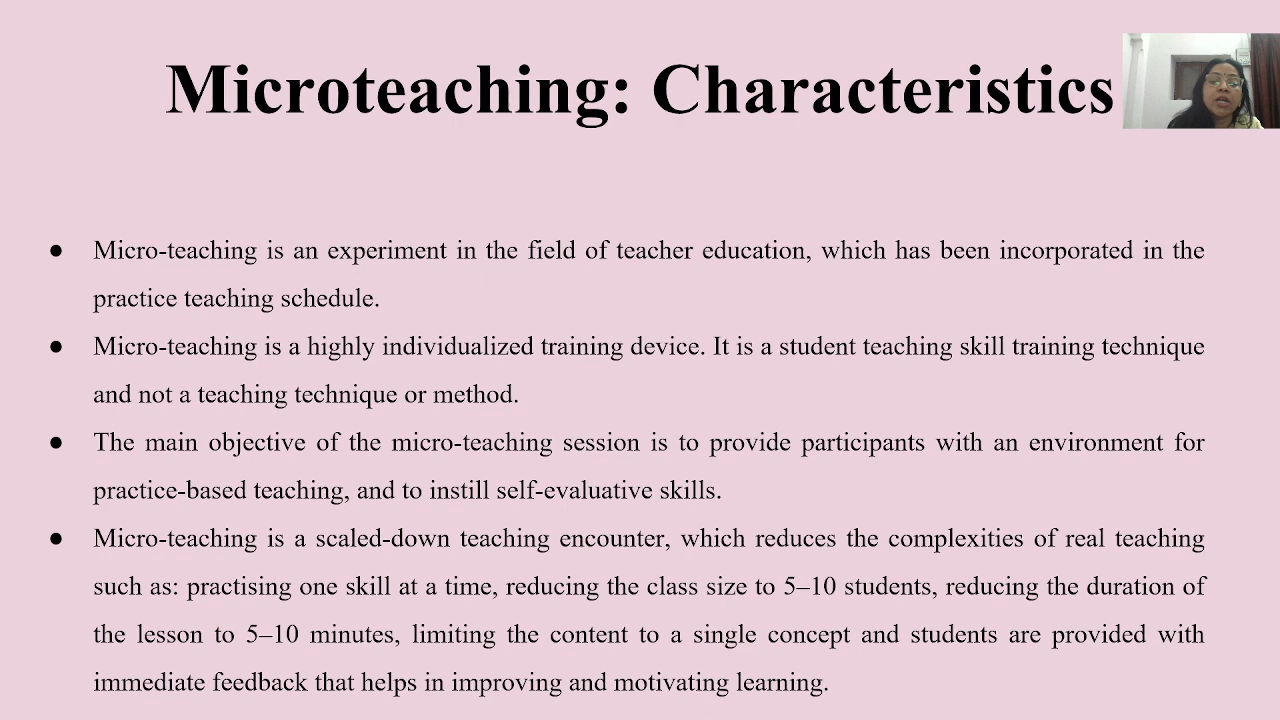 Microteaching: Characteristics
● Micro-teaching is an experiment in the field of teacher education, which has been incorporated in the
practice teaching schedule.
● Micro-teaching is a highly individualized training device. It is a student teaching skill training technique
and not a teaching technique or method.
● The main objective of the micro-teaching session is to provide participants with an environment for
practice-based teaching, and to instill self-evaluative skills.
● Micro-teaching is a scaled-down teaching encounter, which reduces the complexities of real teaching
such as: practising one skill at a time, reducing the class size to 5–10 students, reducing the duration of
the lesson to 5–10 minutes, limiting the content to a single concept and students are provided with
immediate feedback that helps in improving and motivating learning.